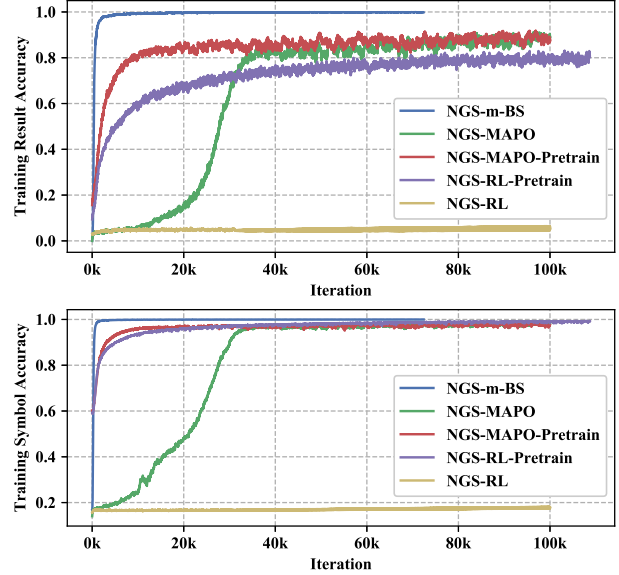 1.0
0.8
0.6
0.4
0.2
0.0
Training Result Accuracy
NGS-m-BS
NGS-MAPO
NGS-MAPO-Pretrain
NGS-RL-Pretrain
NGS-RL
0k 20k 40k 60k 80k 100k
Iteration
1.0
0.8
0.6
0.4
0.2
Training Symbol Accuracy
NGS-m-BS
NGS-MAPO
NGS-MAPO-Pretrain
NGS-RL-Pretrain
NGS-RL
0k 20k 40k 60k 80k 100k
Iteration